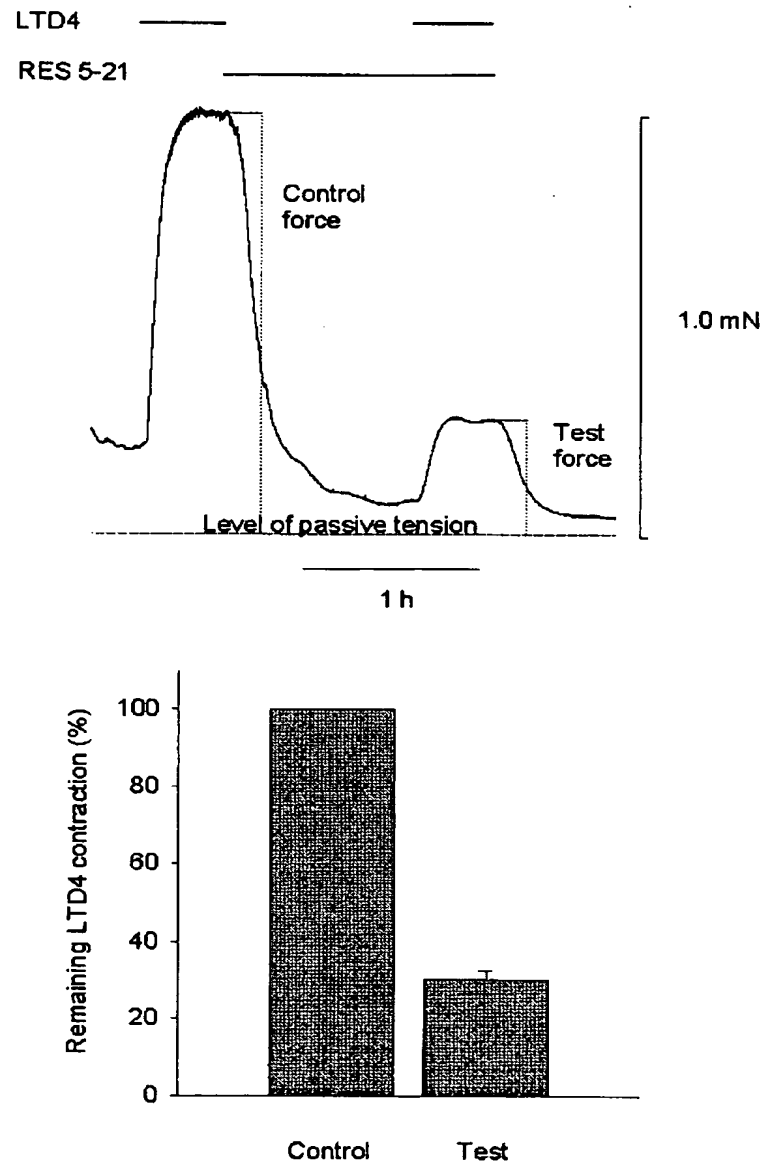 LTD4
RES 5-21
Control
force
1.0 mN
Test
force
Level of passive tension
1 h
Remaining LTD4 contraction (%)
100
80
60
40
20
0
Control
Test